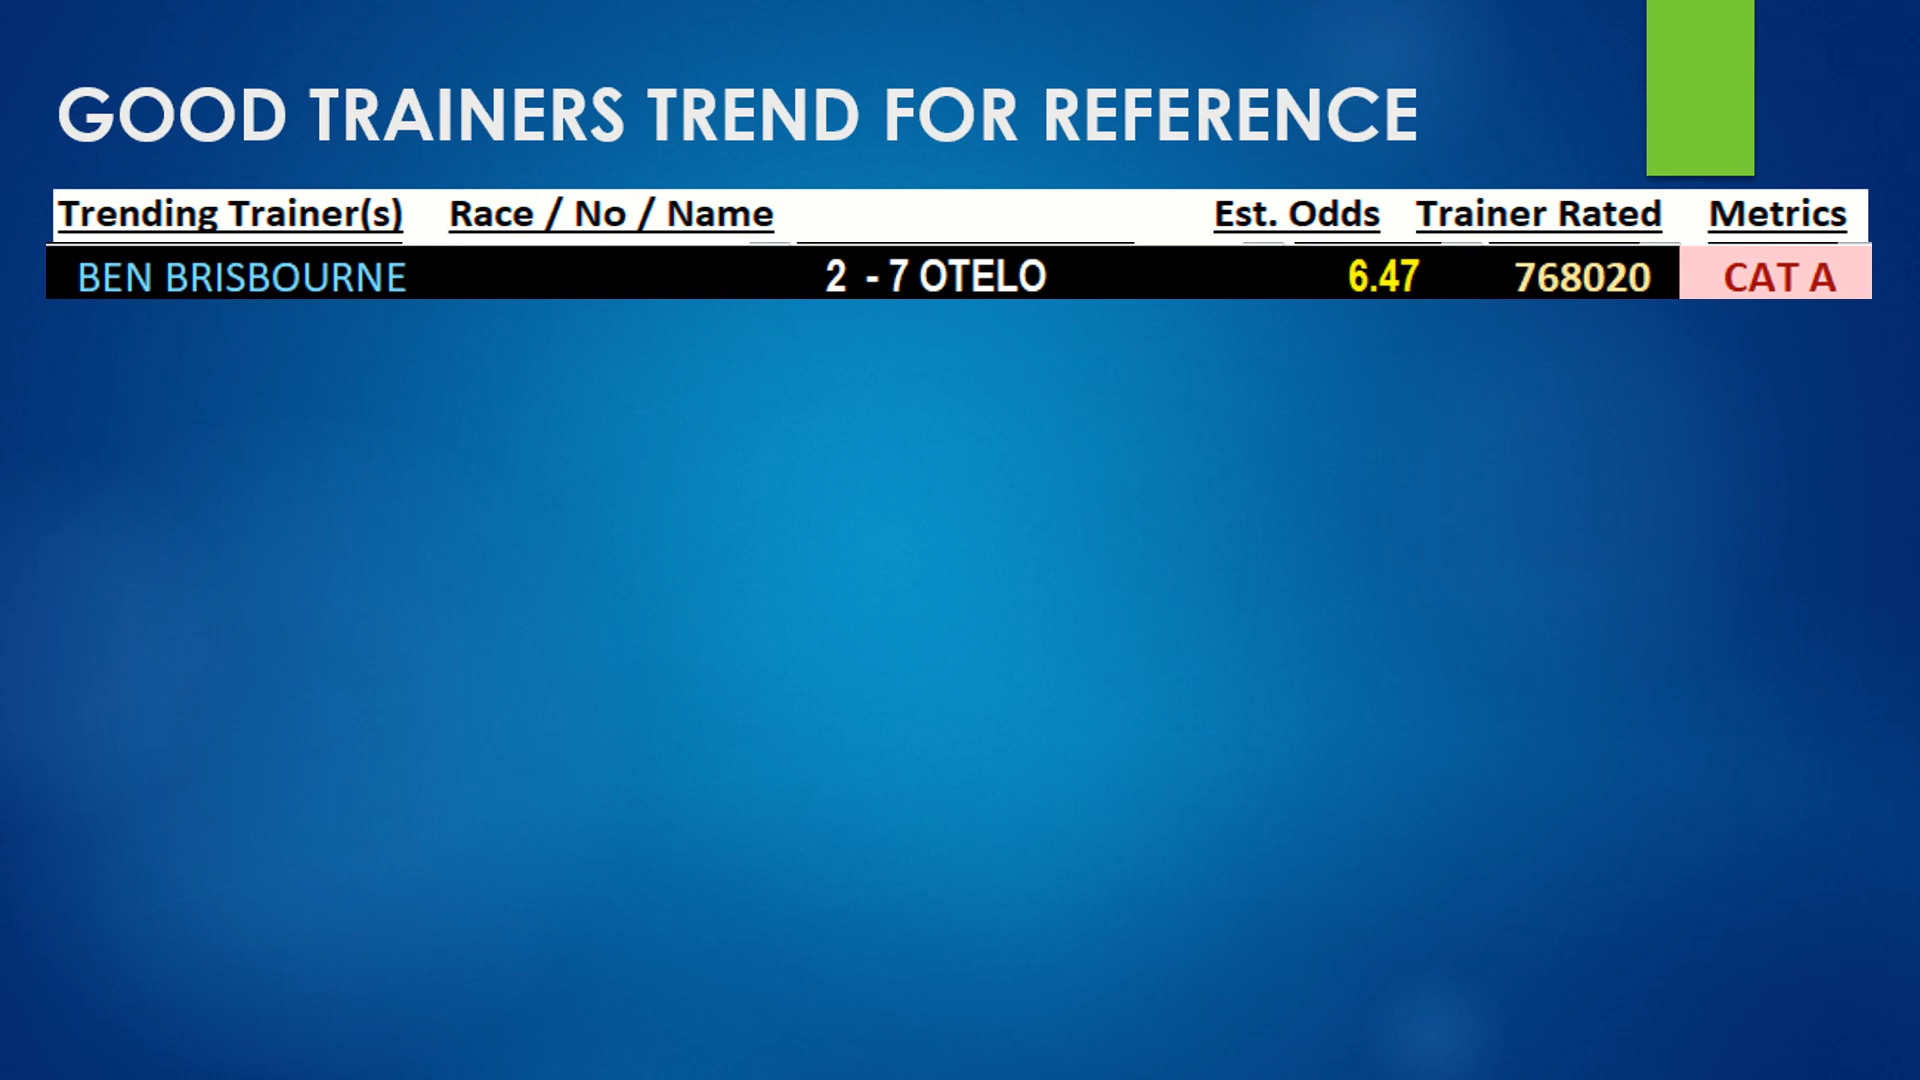 GOOD TRAINERS TREND FOR REFERENCE
Trending Trainer(s) Race / No / Name Est. Odds Trainer Rated Metrics
BEN BRISBOURNE 2 - 7 OTELO 6.47 768020 CAT A